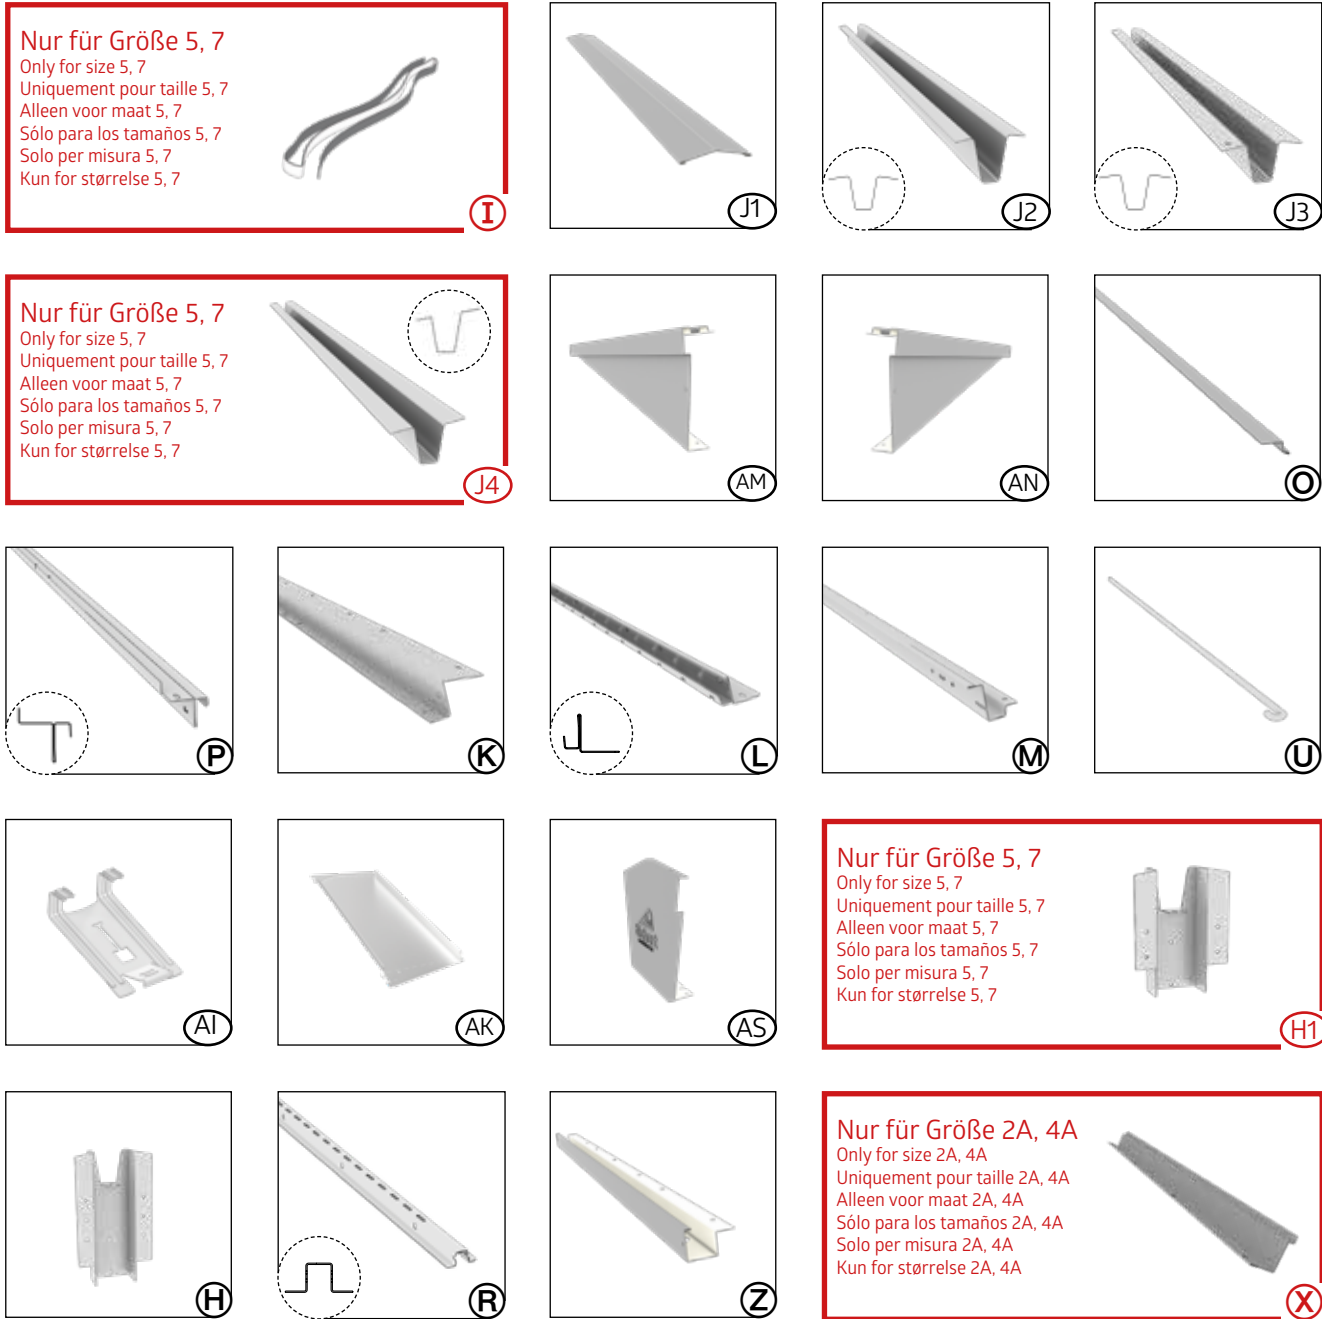 Nur für Größe 5, 7
Only for size 5, 7
Uniquement pour taille 5, 7
Alleen voor maat 5, 7
Sólo para los tamaños 5, 7
Solo per misura 5, 7
Kun for størrelse 5, 7
I
J1
J2
J3
Nur für Größe 5, 7
Only for size 5, 7
Uniquement pour taille 5, 7
Alleen voor maat 5, 7
Sólo para los tamaños 5, 7
Solo per misura 5, 7
Kun for størrelse 5, 7
J4
AM
AN
O
P
K
L
M
U
AI
AK
AS
Nur für Größe 5, 7
Only for size 5, 7
Uniquement pour taille 5, 7
Alleen voor maat 5, 7
Sólo para los tamaños 5, 7
Solo per misura 5, 7
Kun for størrelse 5, 7
H1
H
R
Z
Nur für Größe 2A, 4A
Only for size 2A, 4A
Uniquement pour taille 2A, 4A
Alleen voor maat 2A, 4A
Sólo para los tamaños 2A, 4A
Solo per misura 2A, 4A
Kun for størrelse 2A, 4A
X